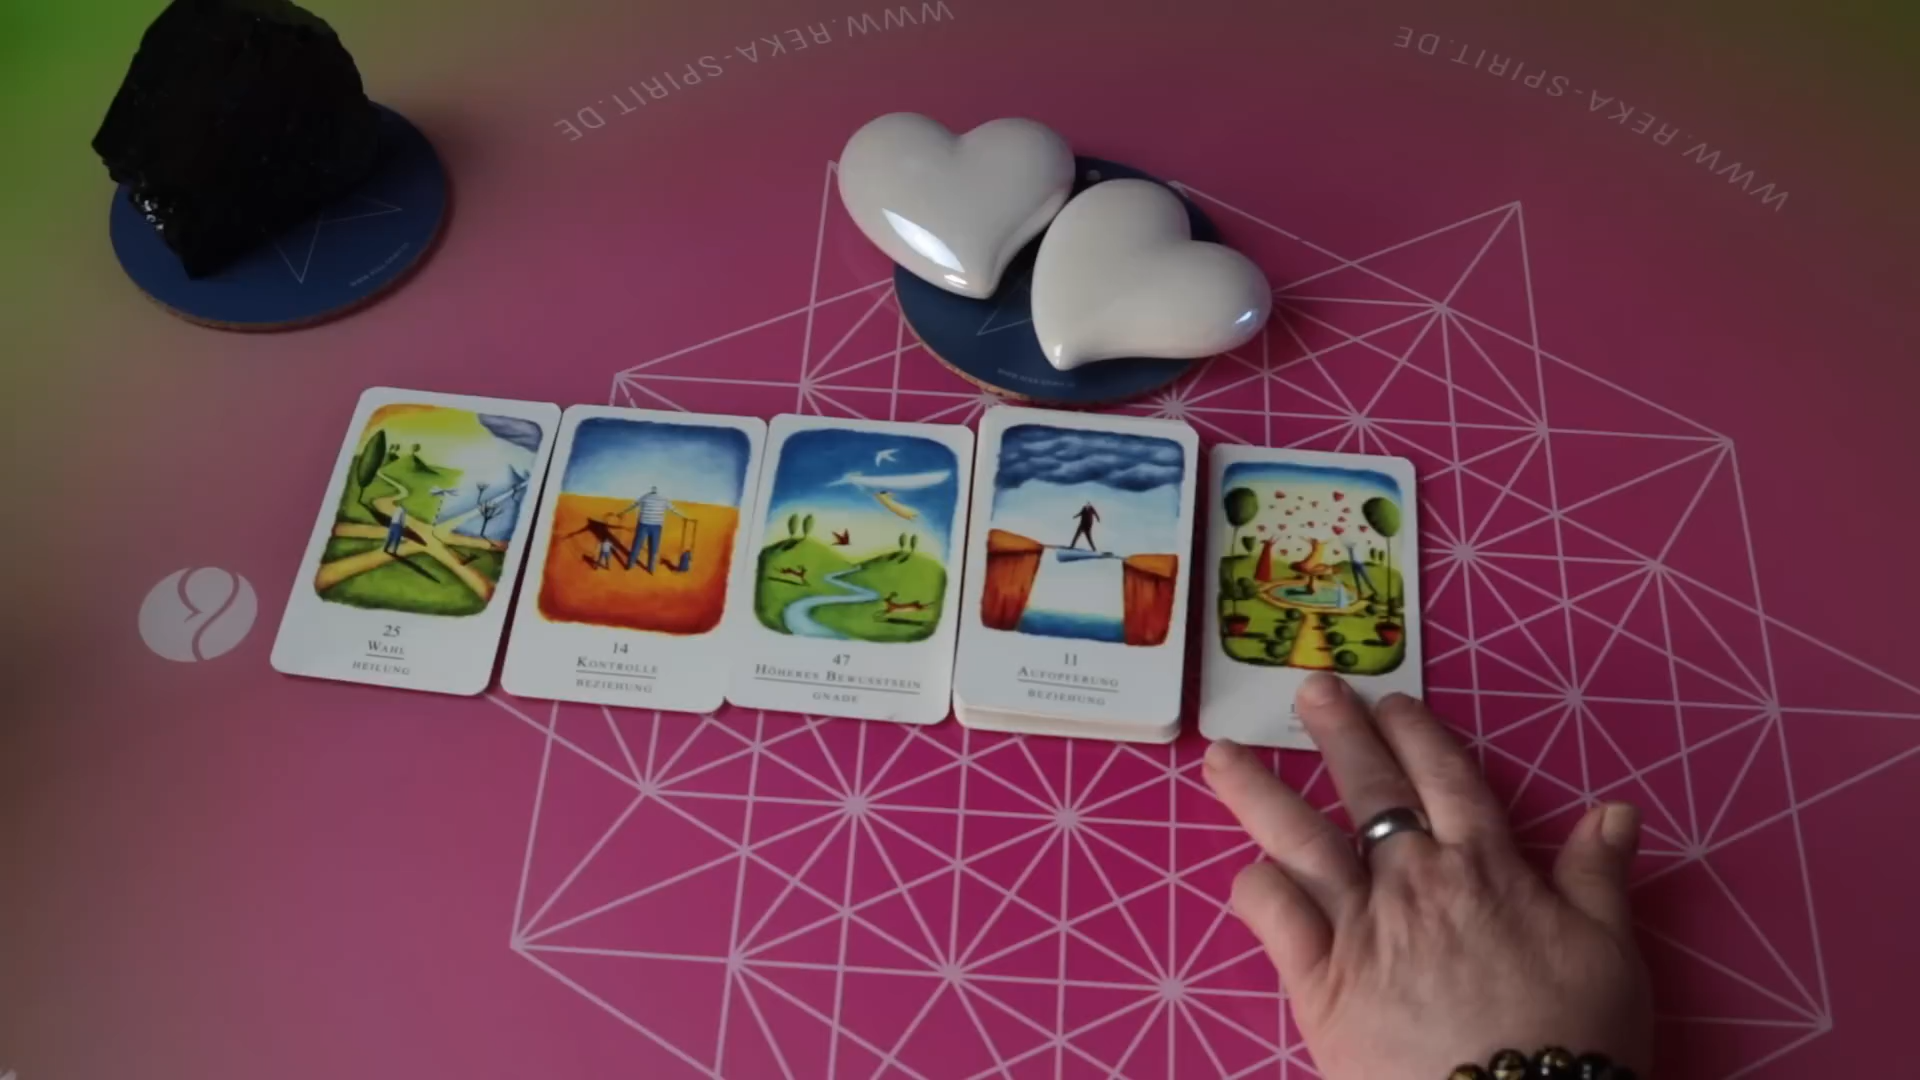 WWW.REKA-SPIRIT.DE
WWW.REKA-SPIRIT.DE
25
WAHL
HEILUNG
14
KONTROLLE
BEZIEHUNG
47
HÖHERES BEWUSSTSEIN
GNADE
11
AUFOPFERUNG
BEZIEHUNG